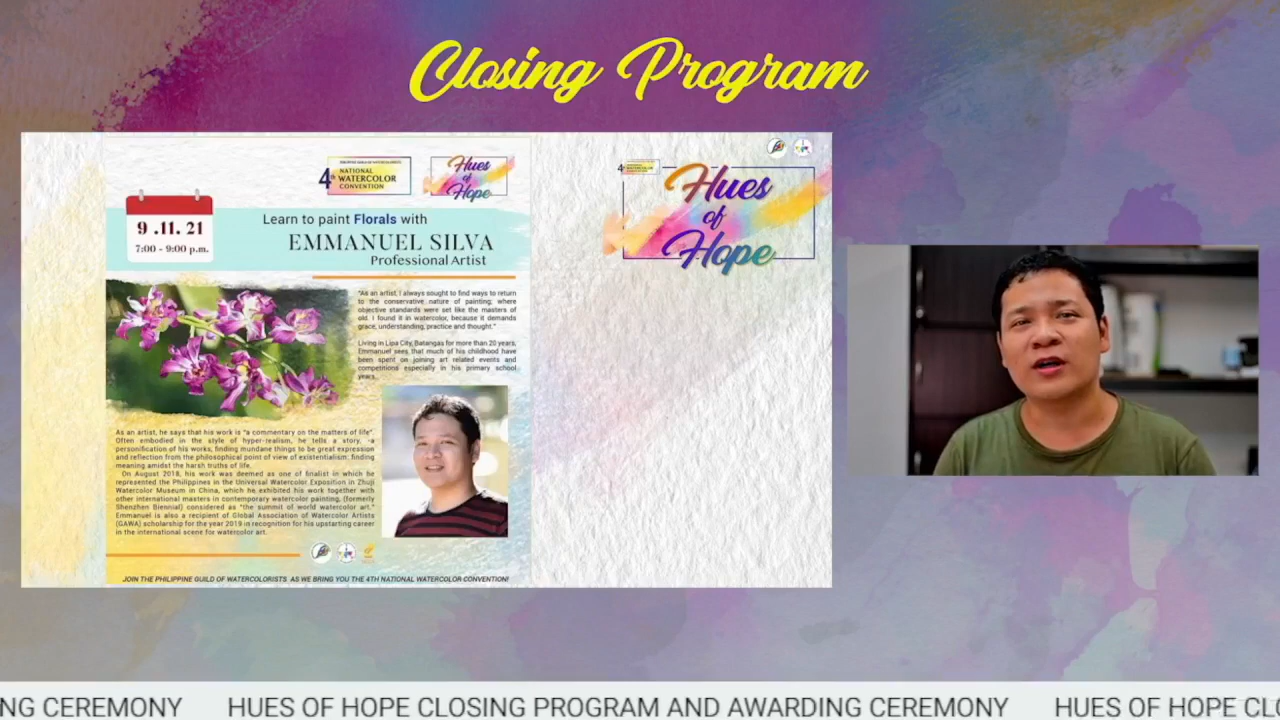 Closing Program
PHILIPPINE GUILD OF WATERCOLORISTS
4th NATIONAL
WATERCOLOR
CONVENTION
Hues
of
Hope
9 .11. 21
7:00 - 9:00 p.m.
Learn to paint Florals with
EMMANUEL SILVA
Professional Artist
"As an artist, I always sought to find ways to return
to the conservative nature of painting; where
objective standards were set like the masters of
old. I found it in watercolor, because it demands
grace, understanding, practice and thought."
Living in Lipa City, Batangas for more than 20 years,
Emmanuel sees that much of his childhood have
been spent on joining art related events and
competitions especially in his primary school
years.
As an artist, he says that his work is "a commentary on the matters of life".
Often embodied in the style of hyper-realism, he tells a story, -a
personification of his works, finding mundane things to be great expression
and reflection from the philosophical point of view of existentialism: finding
meaning amidst the harsh truths of life.
On August 2018, his work was deemed as one of finalist in which he
represented the Philippines in the Universal Watercolor Exposition in Zhuji
Watercolor Museum in China, which he exhibited his work together with
other international masters in contemporary watercolor painting, (formerly
Shenzhen Biennial) considered as "the summit of world watercolor art."
Emmanuel is also a recipient of Global Association of Watercolor Artists
(GAWA) scholarship for the year 2019 in recognition for his upstarting career
in the international scene for watercolor art.
JOIN THE PHILIPPINE GUILD OF WATERCOLORISTS AS WE BRING YOU THE 4TH NATIONAL WATERCOLOR CONVENTION!
Hues
of
Hope
NG CEREMONY HUES OF HOPE CLOSING PROGRAM AND AWARDING CEREMONY HUES OF HOPE CLO